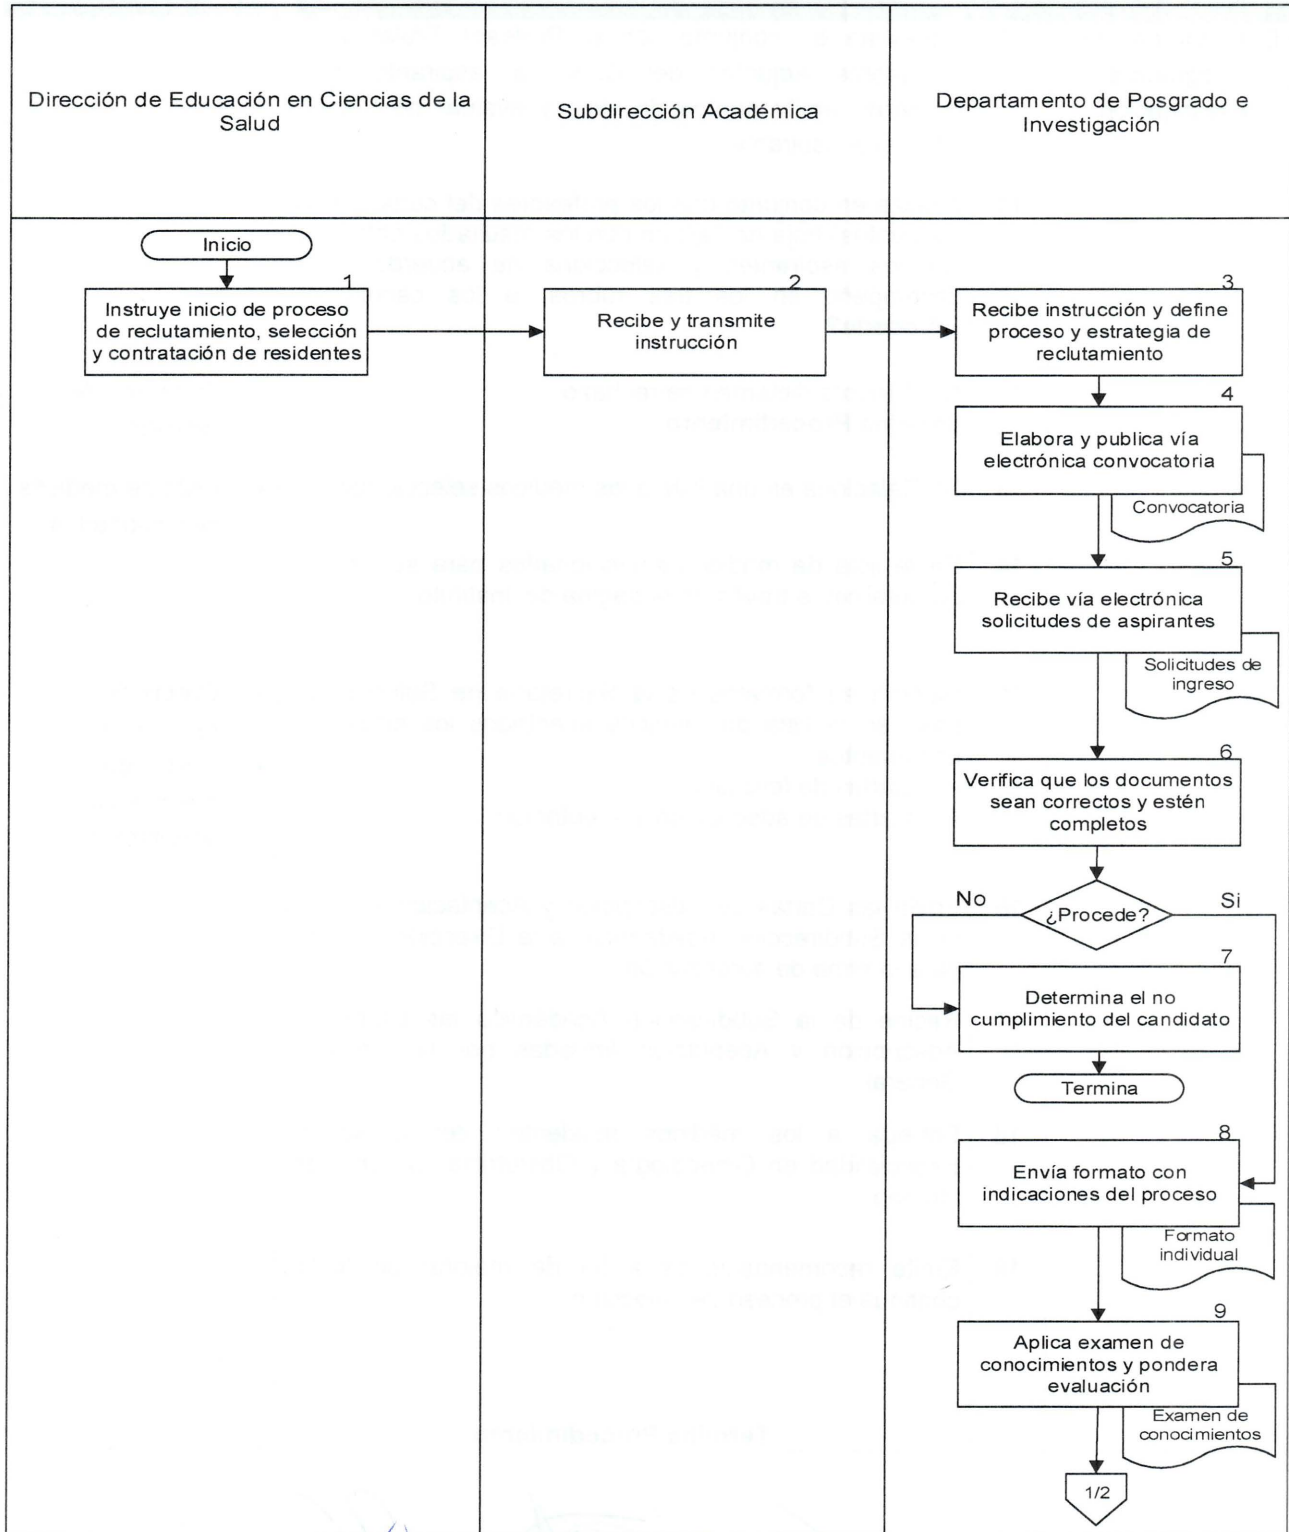 Dirección de Educación en Ciencias de la
Salud
Subdirección Académica
Departamento de Posgrado e
Investigación
Inicio
1
Instruye inicio de proceso
de reclutamiento, selección
y contratación de residentes
2
Recibe y transmite
instrucción
3
Recibe instrucción y define
proceso y estrategia de
reclutamiento
4
Elabora y publica vía
electrónica convocatoria
Convocatoria
5
Recibe vía electrónica
solicitudes de aspirantes
Solicitudes de
ingreso
6
Verifica que los documentos
sean correctos y estén
completos
No
¿Procede?
Si
7
Determina el no
cumplimiento del candidato
Termina
8
Envía formato con
indicaciones del proceso
Formato
individual
9
Aplica examen de
conocimientos y pondera
evaluación
Examen de
conocimientos
1/2